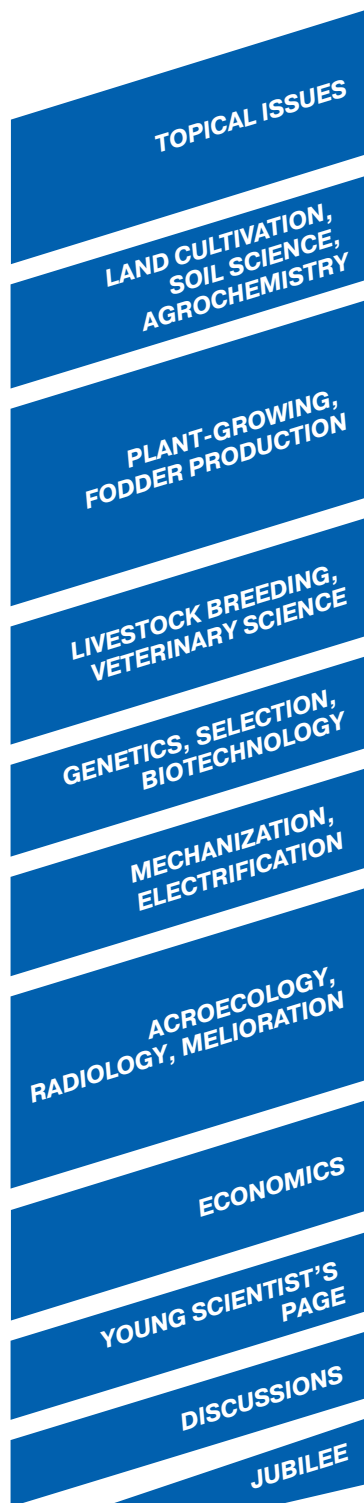 TOPICAL ISSUES
LAND CULTIVATION,
SOIL SCIENCE,
AGROCHEMISTRY
PLANT-GROWING,
FODDER PRODUCTION
LIVESTOCK BREEDING,
VETERINARY SCIENCE
GENETICS, SELECTION,
BIOTECHNOLOGY
MECHANIZATION,
ELECTRIFICATION
ACROECOLOGY,
RADIOLOGY, MELIORATION
ECONOMICS
YOUNG SCIENTIST'S
PAGE
DISCUSSIONS
JUBILEE